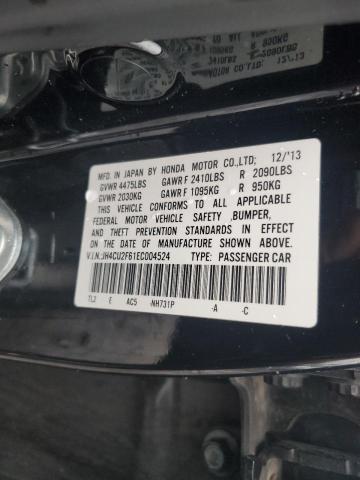 MFD. IN JAPAN BY HONDA MOTOR CO.,LTD; 12/'13
GVWR 4475LBS GAWR F 2410LBS R 2090LBS
GVWR 2030KG GAWR F 1095KG R 950KG
THIS VEHICLE CONFORMS TO ALL APPLICABLE
FEDERAL MOTOR VEHICLE SAFETY ,BUMPER,
AND THEFT PREVENTION STANDARDS IN EFFECT
ON THE DATE OF MANUFACTURE SHOWN ABOVE.
V.I.N.:JH4CU2F61EC004524 TYPE: PASSENGER CAR
TL2 E AC5 -NH731P -A -C